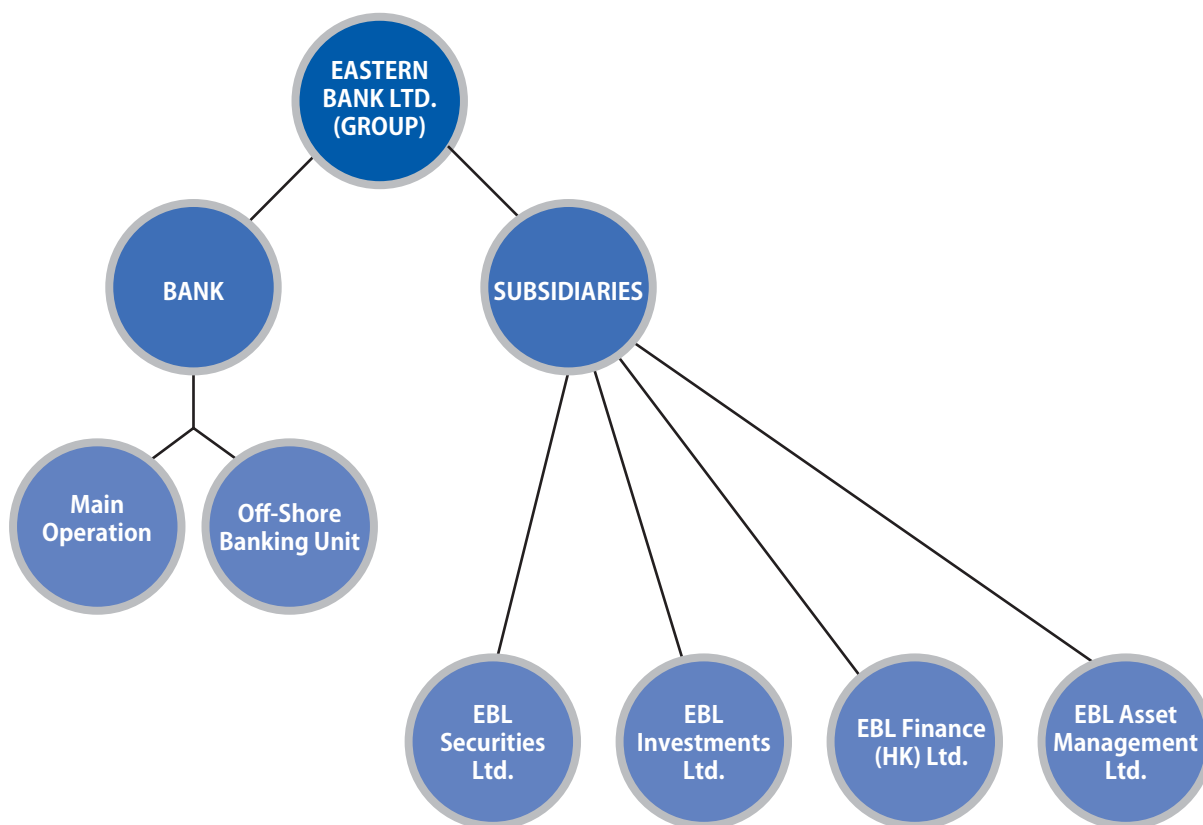 EASTERN
BANK LTD.
(GROUP)
BANK
SUBSIDIARIES
Main
Operation
Off-Shore
Banking Unit
EBL
Securities
Ltd.
EBL
Investments
Ltd.
EBL Finance
(HK) Ltd.
EBL Asset
Management
Ltd.